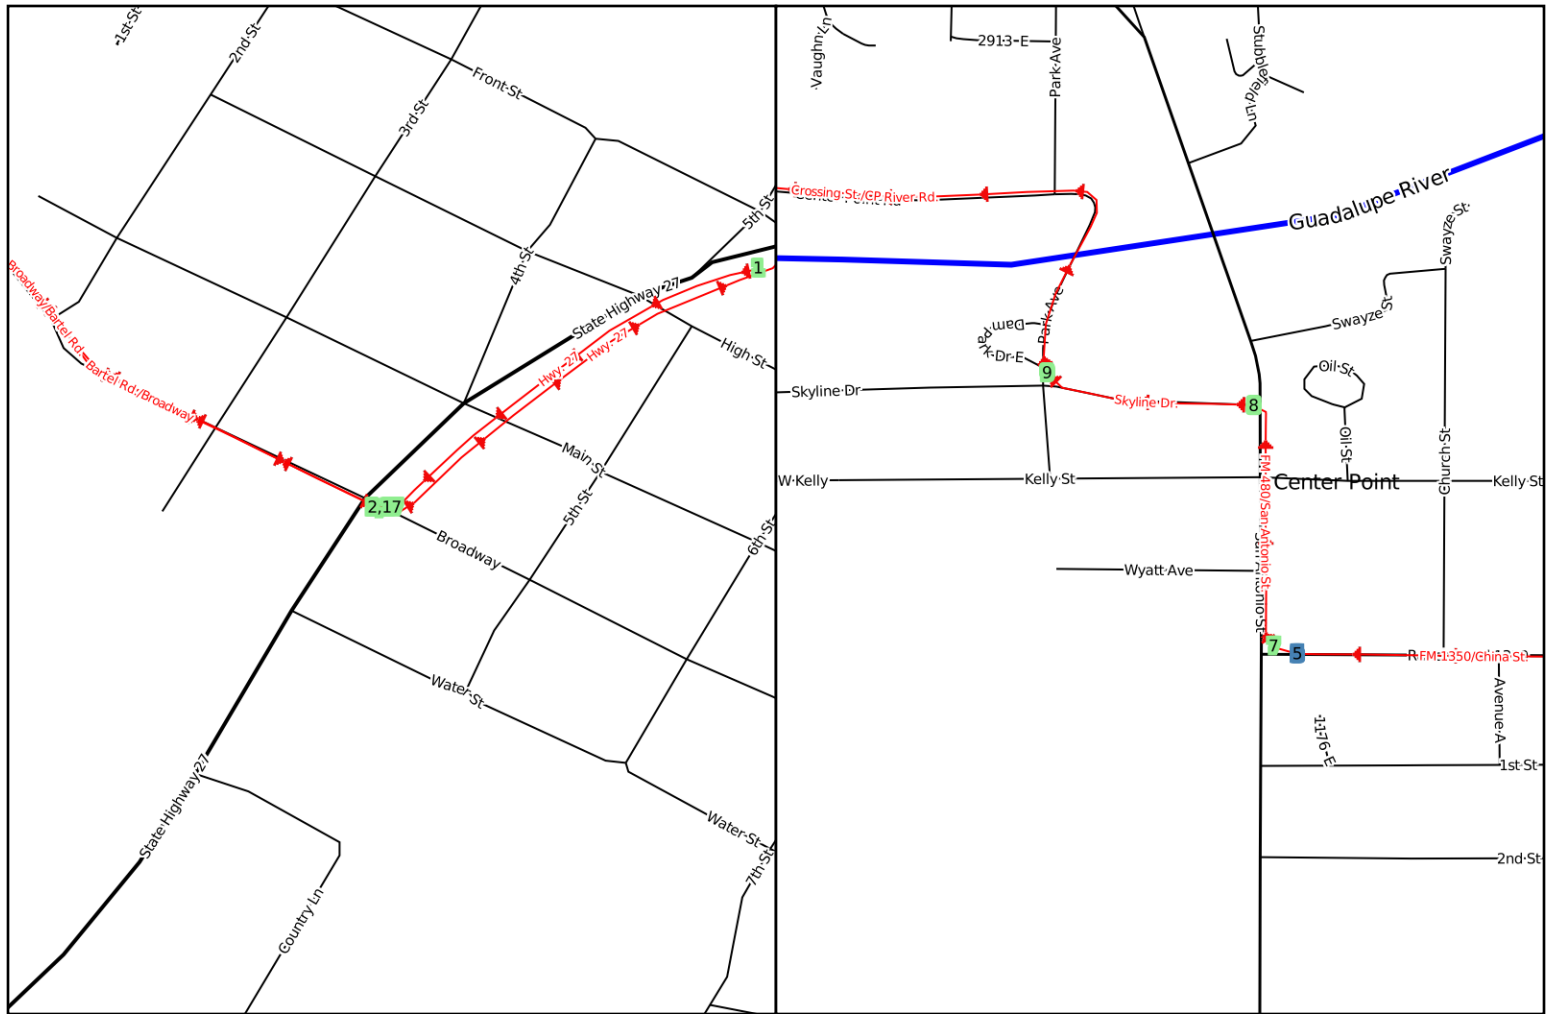 1st St
2nd St
3rd St
Front St
4th St
5th St
1
State Highway 27
Hwy. 27
Hwy. 27
High St
Broadway/Bartel Rd.
Bartel Rd./Broadway
2,17
Main St
5th St
6th St
Broadway
Water St
State Highway 27
Water St
7th St
Country Ln
Vaughn Ln
2913 E
Park Ave
Stubblefield Ln
Crossing St./CP River Rd.
Guadalupe River
Swayze St
Park Ave
Dam
Park Dr E
Swayze St
9
Skyline Dr
Skyline Dr.
8
Oil St
Oil St
Church St
W Kelly
Kelly St
Center Point
Kelly St
FM 480/San Antonio St.
Wyatt Ave
7
5
FM 1350/China St.
Avenue A
1176 E
1st St
2nd St